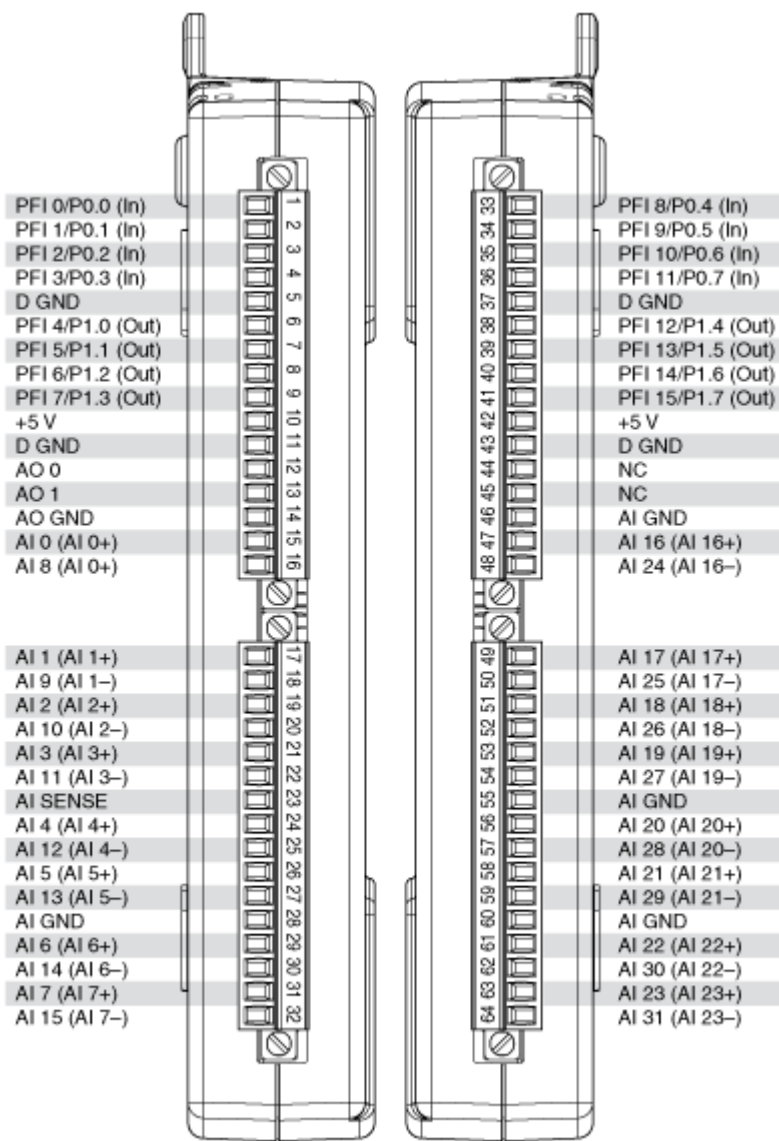 PFI 0/P0.0 (In) 1
PFI 1/P0.1 (In) 2
PFI 2/P0.2 (In) 3
PFI 3/P0.3 (In) 4
D GND 5
PFI 4/P1.0 (Out) 6
PFI 5/P1.1 (Out) 7
PFI 6/P1.2 (Out) 8
PFI 7/P1.3 (Out) 9
+5 V 10
D GND 11
AO 0 12
AO 1 13
AO GND 14
AI 0 (AI 0+) 15
AI 8 (AI 0+) 16
AI 1 (AI 1+) 17
AI 9 (AI 1–) 18
AI 2 (AI 2+) 19
AI 10 (AI 2–) 20
AI 3 (AI 3+) 21
AI 11 (AI 3–) 22
AI SENSE 23
AI 4 (AI 4+) 24
AI 12 (AI 4–) 25
AI 5 (AI 5+) 26
AI 13 (AI 5–) 27
AI GND 28
AI 6 (AI 6+) 29
AI 14 (AI 6–) 30
AI 7 (AI 7+) 31
AI 15 (AI 7–) 32
33 PFI 8/P0.4 (In)
34 PFI 9/P0.5 (In)
35 PFI 10/P0.6 (In)
36 PFI 11/P0.7 (In)
37 D GND
38 PFI 12/P1.4 (Out)
39 PFI 13/P1.5 (Out)
40 PFI 14/P1.6 (Out)
41 PFI 15/P1.7 (Out)
42 +5 V
43 D GND
44 NC
45 NC
46 AI GND
47 AI 16 (AI 16+)
48 AI 24 (AI 16–)
49 AI 17 (AI 17+)
50 AI 25 (AI 17–)
51 AI 18 (AI 18+)
52 AI 26 (AI 18–)
53 AI 19 (AI 19+)
54 AI 27 (AI 19–)
55 AI GND
56 AI 20 (AI 20+)
57 AI 28 (AI 20–)
58 AI 21 (AI 21+)
59 AI 29 (AI 21–)
60 AI GND
61 AI 22 (AI 22+)
62 AI 30 (AI 22–)
63 AI 23 (AI 23+)
64 AI 31 (AI 23–)